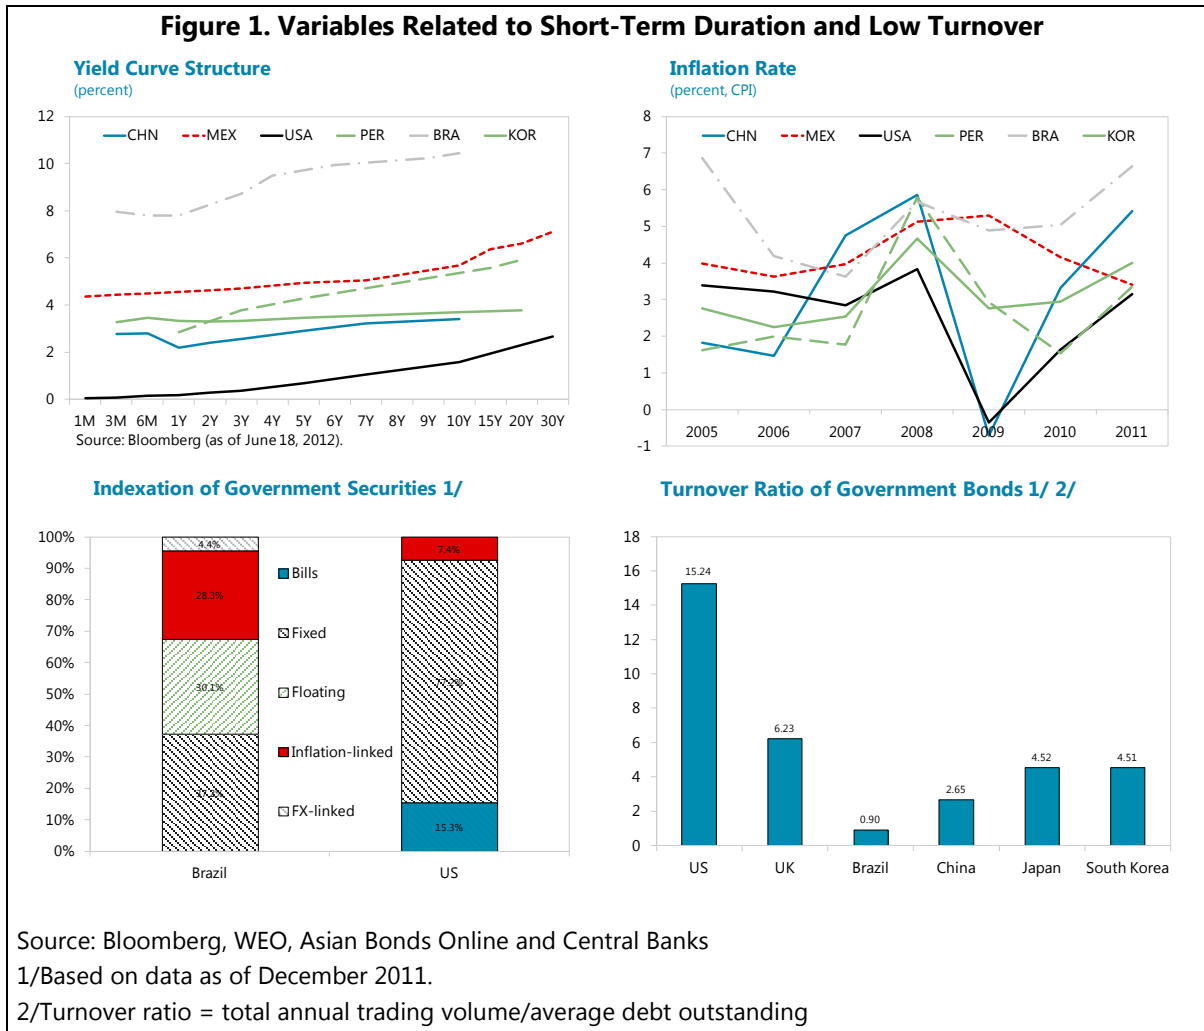 Figure 1. Variables Related to Short-Term Duration and Low Turnover
Yield Curve Structure
(percent)
12
10
8
6
4
2
0
CHN MEX USA PER BRA KOR
1M 3M 6M 1Y 2Y 3Y 4Y 5Y 6Y 7Y 8Y 9Y 10Y 15Y 20Y 30Y
Source: Bloomberg (as of June 18, 2012).
Inflation Rate
(percent, CPI)
8
7
6
5
4
3
2
1
0
-1
CHN MEX USA PER BRA KOR
2005 2006 2007 2008 2009 2010 2011
Indexation of Government Securities 1/
100%
90%
80%
70%
60%
50%
40%
30%
20%
10%
0%
4.4%
28.3%
30.1%
37.2%
7.4%
77.2%
15.3%
Bills
Fixed
Floating
Inflation-linked
FX-linked
Brazil US
Turnover Ratio of Government Bonds 1/ 2/
18
16
14
12
10
8
6
4
2
0
15.24
6.23
0.90
2.65
4.52
4.51
US UK Brazil China Japan South Korea
Source: Bloomberg, WEO, Asian Bonds Online and Central Banks
1/Based on data as of December 2011.
2/Turnover ratio = total annual trading volume/average debt outstanding